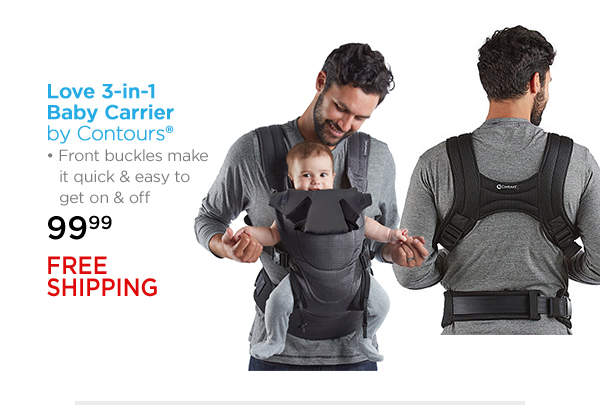 Love 3-in-1
Baby Carrier
by Contours®
• Front buckles make
it quick & easy to
get on & off
99⁹⁹
FREE
SHIPPING
Contours